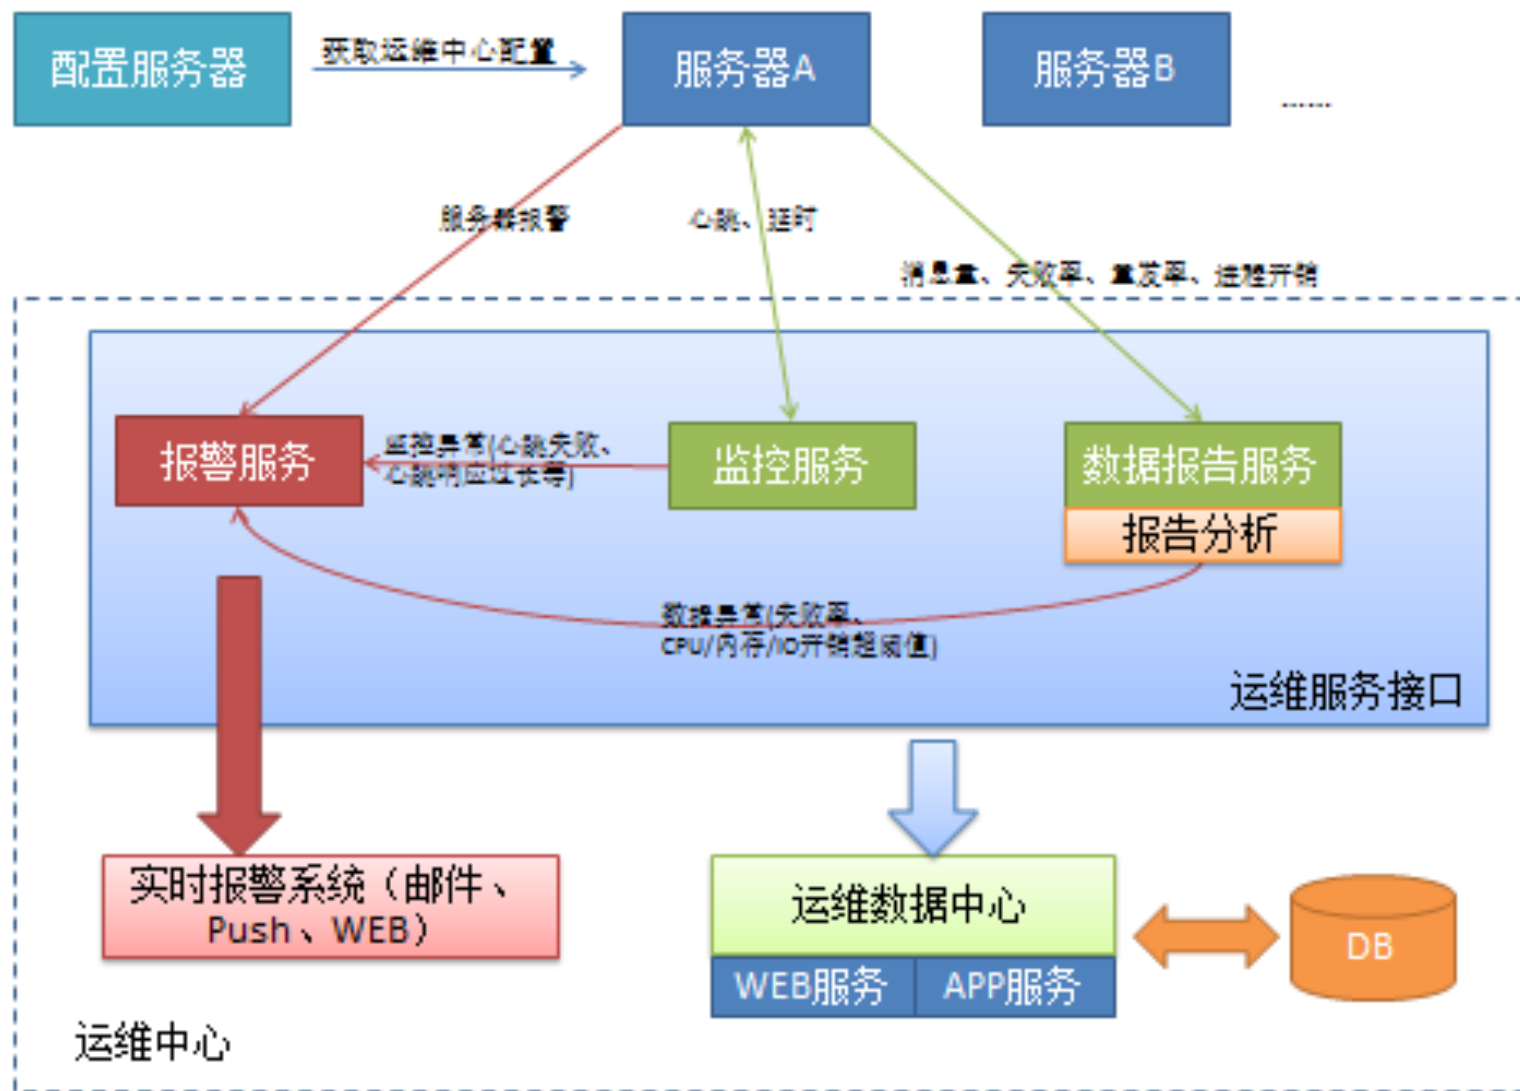 配置服务器
获取运维中心配置
服务器A
服务器B
……
服务器报警
心跳、延时
消息量、失败率、重发率、进程开销
报警服务
监控异常(心跳失败、
心跳响应过长等)
监控服务
数据报告服务
报告分析
数据异常(失败率、
CPU/内存/IO开销超阈值)
运维服务接口
实时报警系统（邮件、
Push、WEB）
运维数据中心
WEB服务
APP服务
DB
运维中心